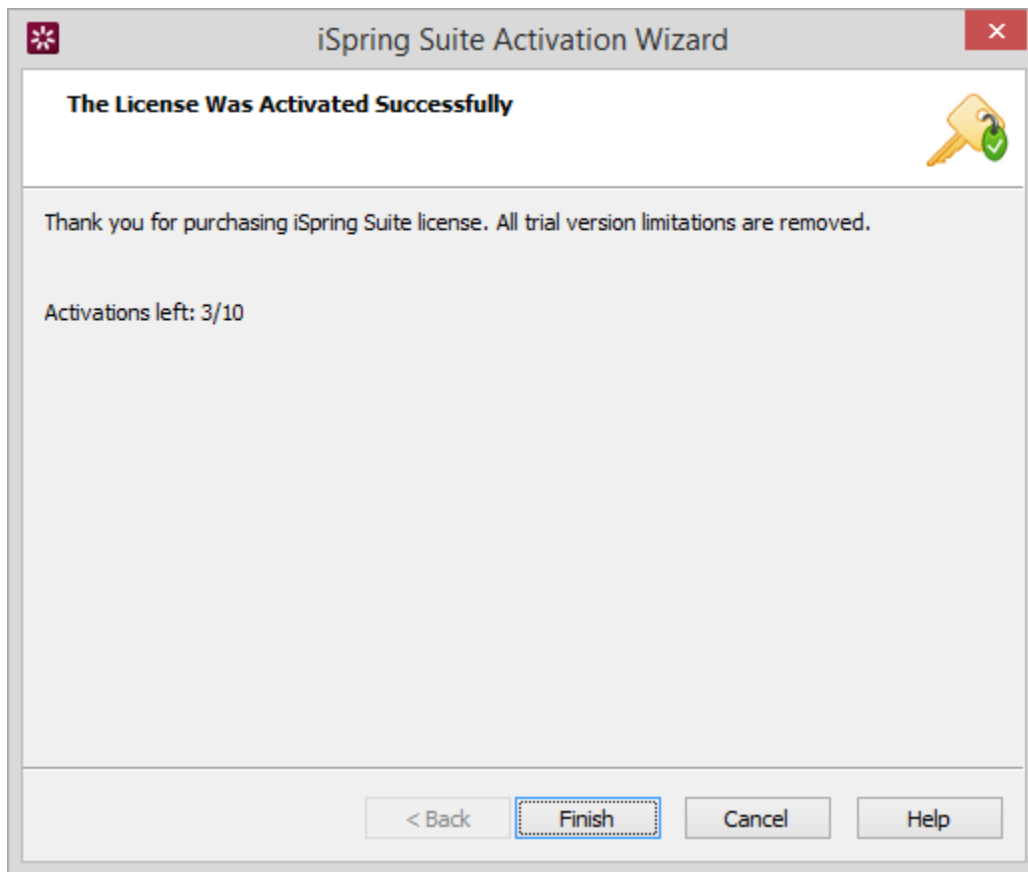 iSpring Suite Activation Wizard
The License Was Activated Successfully
Thank you for purchasing iSpring Suite license. All trial version limitations are removed.
Activations left: 3/10
< Back
Finish
Cancel
Help